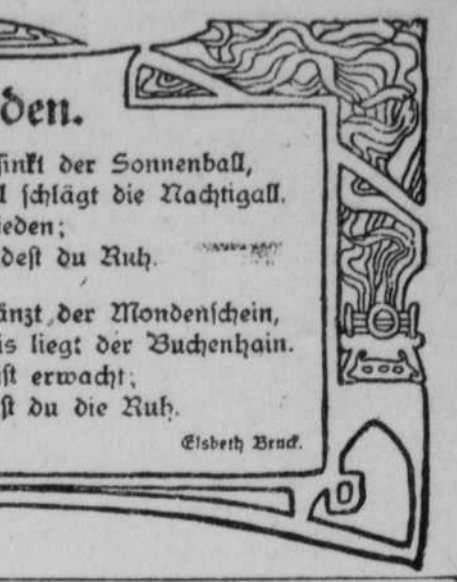 den.
sinkt der Sonnenball,
l schlägt die Nachtigall.
ieden;
dest du Ruh.
änzt der Mondenschein,
is liegt der Buchenhain.
ist erwacht;
st du die Ruh.
Elsbeth Bruck.